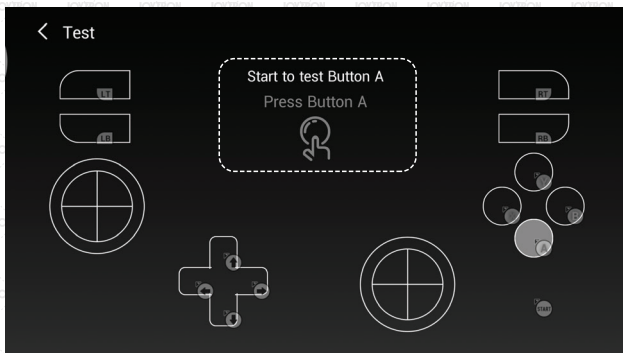 Test
Start to test Button A
Press Button A
LT
RT
LB
RB
Y
X
B
A
START